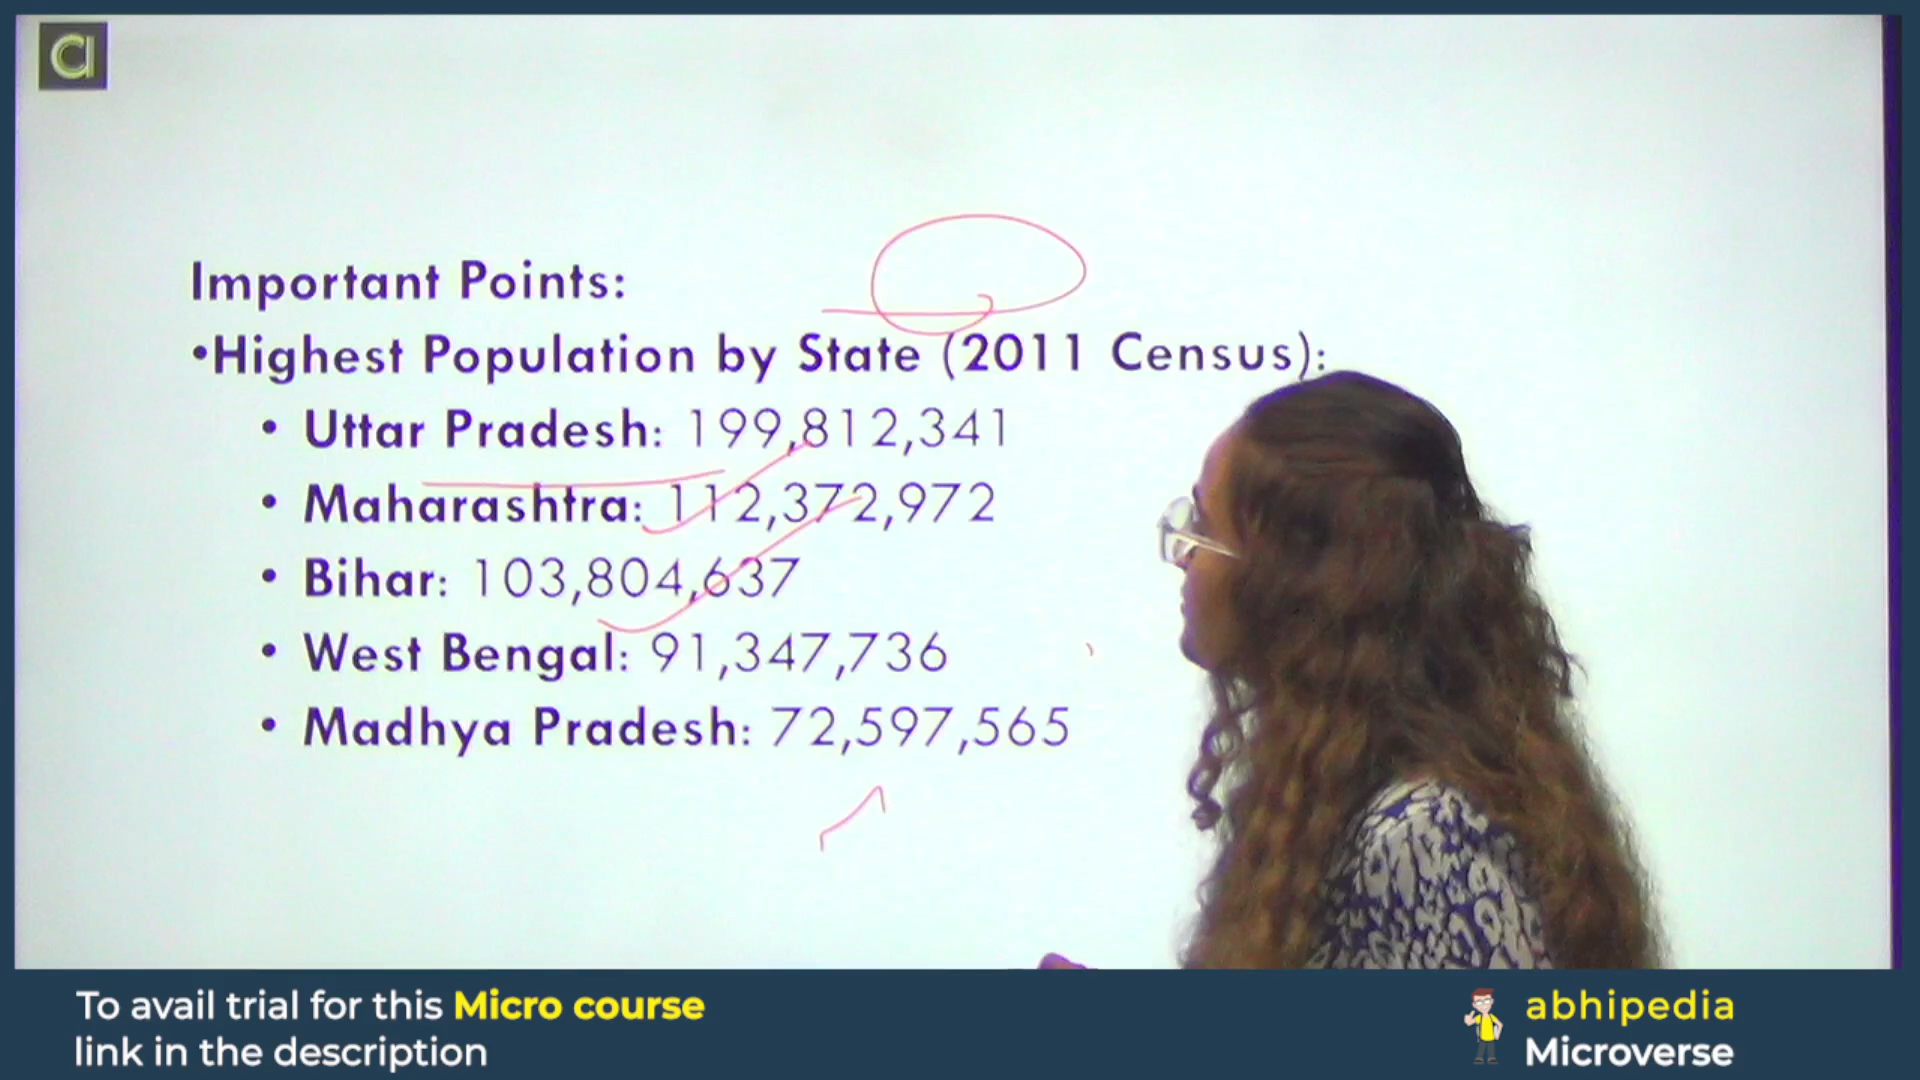 a
Important Points:
•Highest Population by State (2011 Census):
• Uttar Pradesh: 199,812,341
• Maharashtra: 112,372,972
• Bihar: 103,804,637
• West Bengal: 91,347,736
• Madhya Pradesh: 72,597,565
To avail trial for this Micro course
link in the description
abhipedia
Microverse